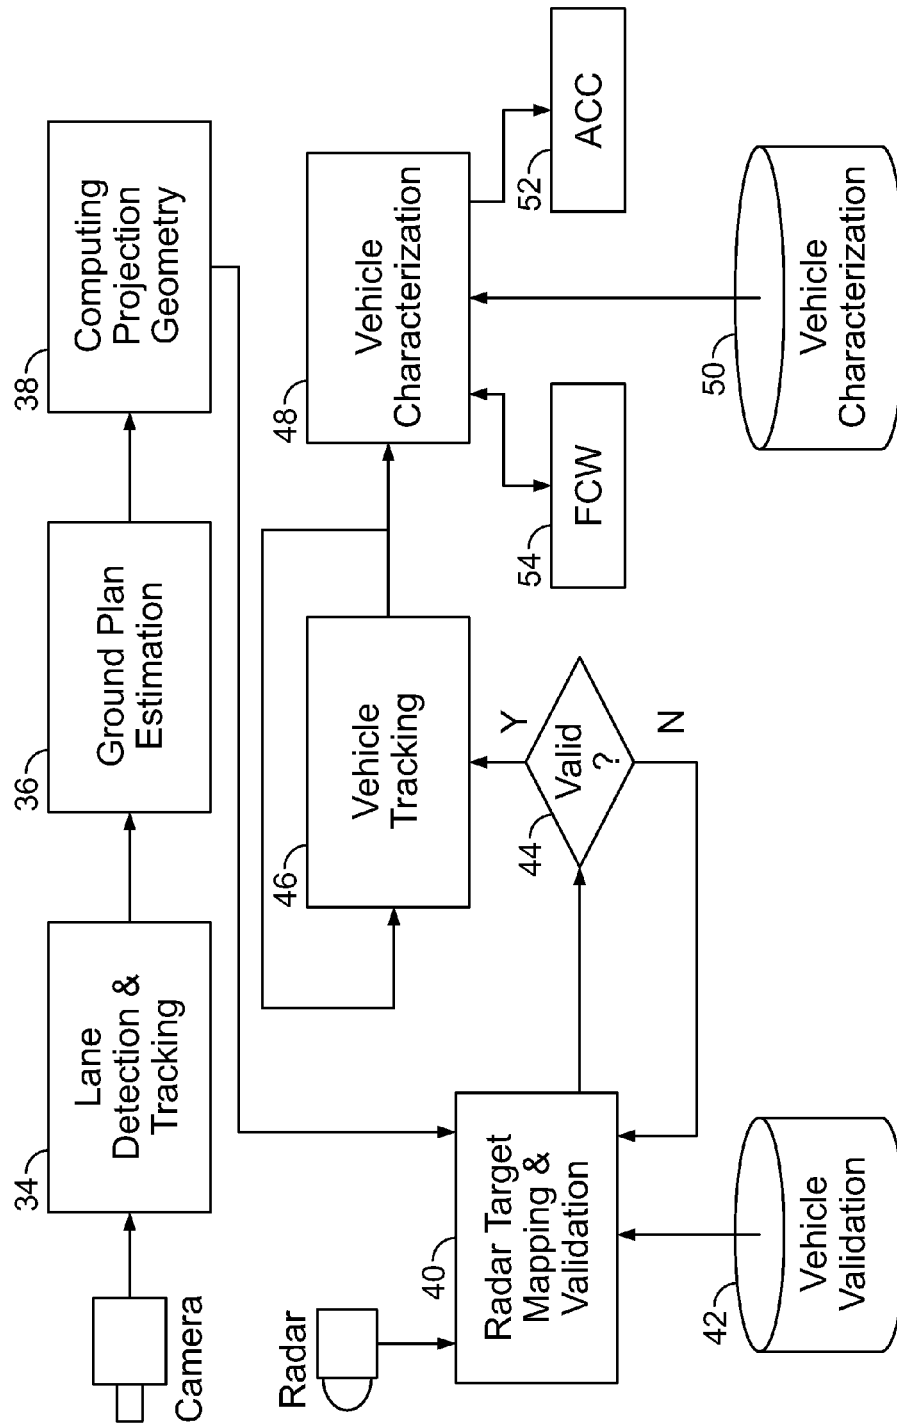 Camera
34
Lane
Detection &
Tracking
36
Ground Plan
Estimation
38
Computing
Projection
Geometry
Radar
40
Radar Target
Mapping &
Validation
42
Vehicle
Validation
44
Valid
?
Y
N
46
Vehicle
Tracking
48
Vehicle
Characterization
54
FCW
52
ACC
50
Vehicle
Characterization